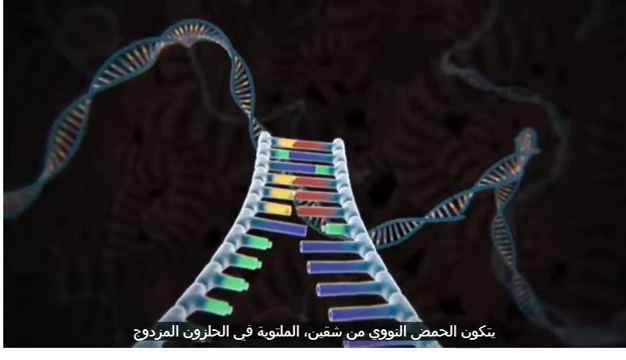 يتكون الحمض النووي من شقين، الملتوية في الحلزون المزدوج